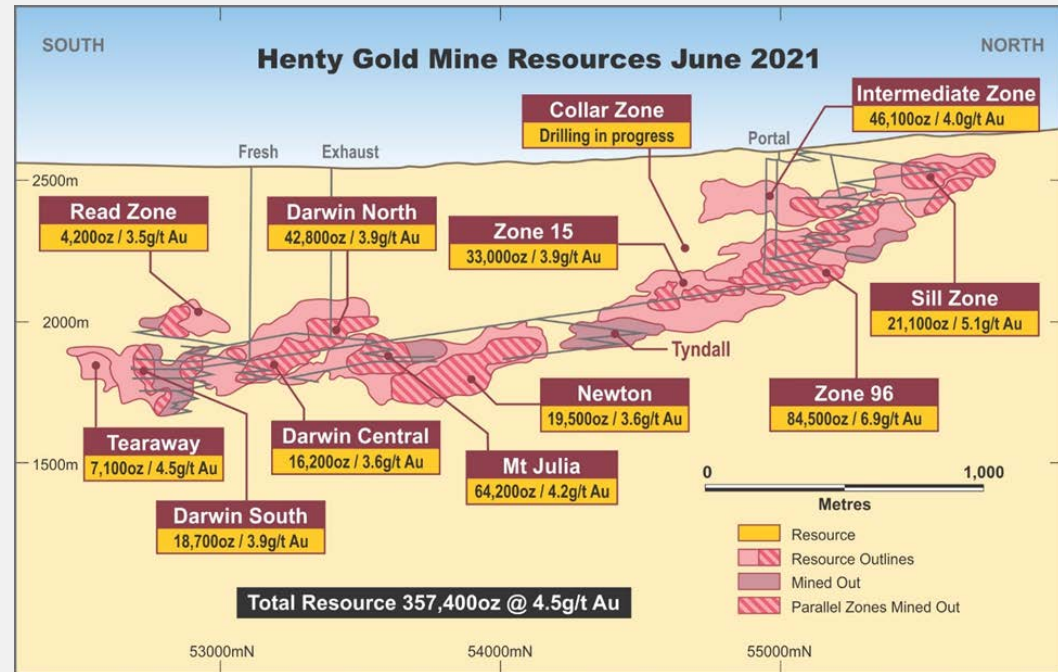 SOUTH
NORTH
Henty Gold Mine Resources June 2021
Intermediate Zone
46,100oz / 4.0g/t Au
Collar Zone
Drilling in progress
Portal
Fresh
Exhaust
2500m
Read Zone
4,200oz / 3.5g/t Au
Darwin North
42,800oz / 3.9g/t Au
Zone 15
33,000oz / 3.9g/t Au
Sill Zone
21,100oz / 5.1g/t Au
2000m
Tyndall
Newton
19,500oz / 3.6g/t Au
Zone 96
84,500oz / 6.9g/t Au
Tearaway
7,100oz / 4.5g/t Au
Darwin Central
16,200oz / 3.6g/t Au
Mt Julia
64,200oz / 4.2g/t Au
1500m
Darwin South
18,700oz / 3.9g/t Au
0
1,000
Metres
Resource
Resource Outlines
Mined Out
Parallel Zones Mined Out
Total Resource 357,400oz @ 4.5g/t Au
53000mN
54000mN
55000mN